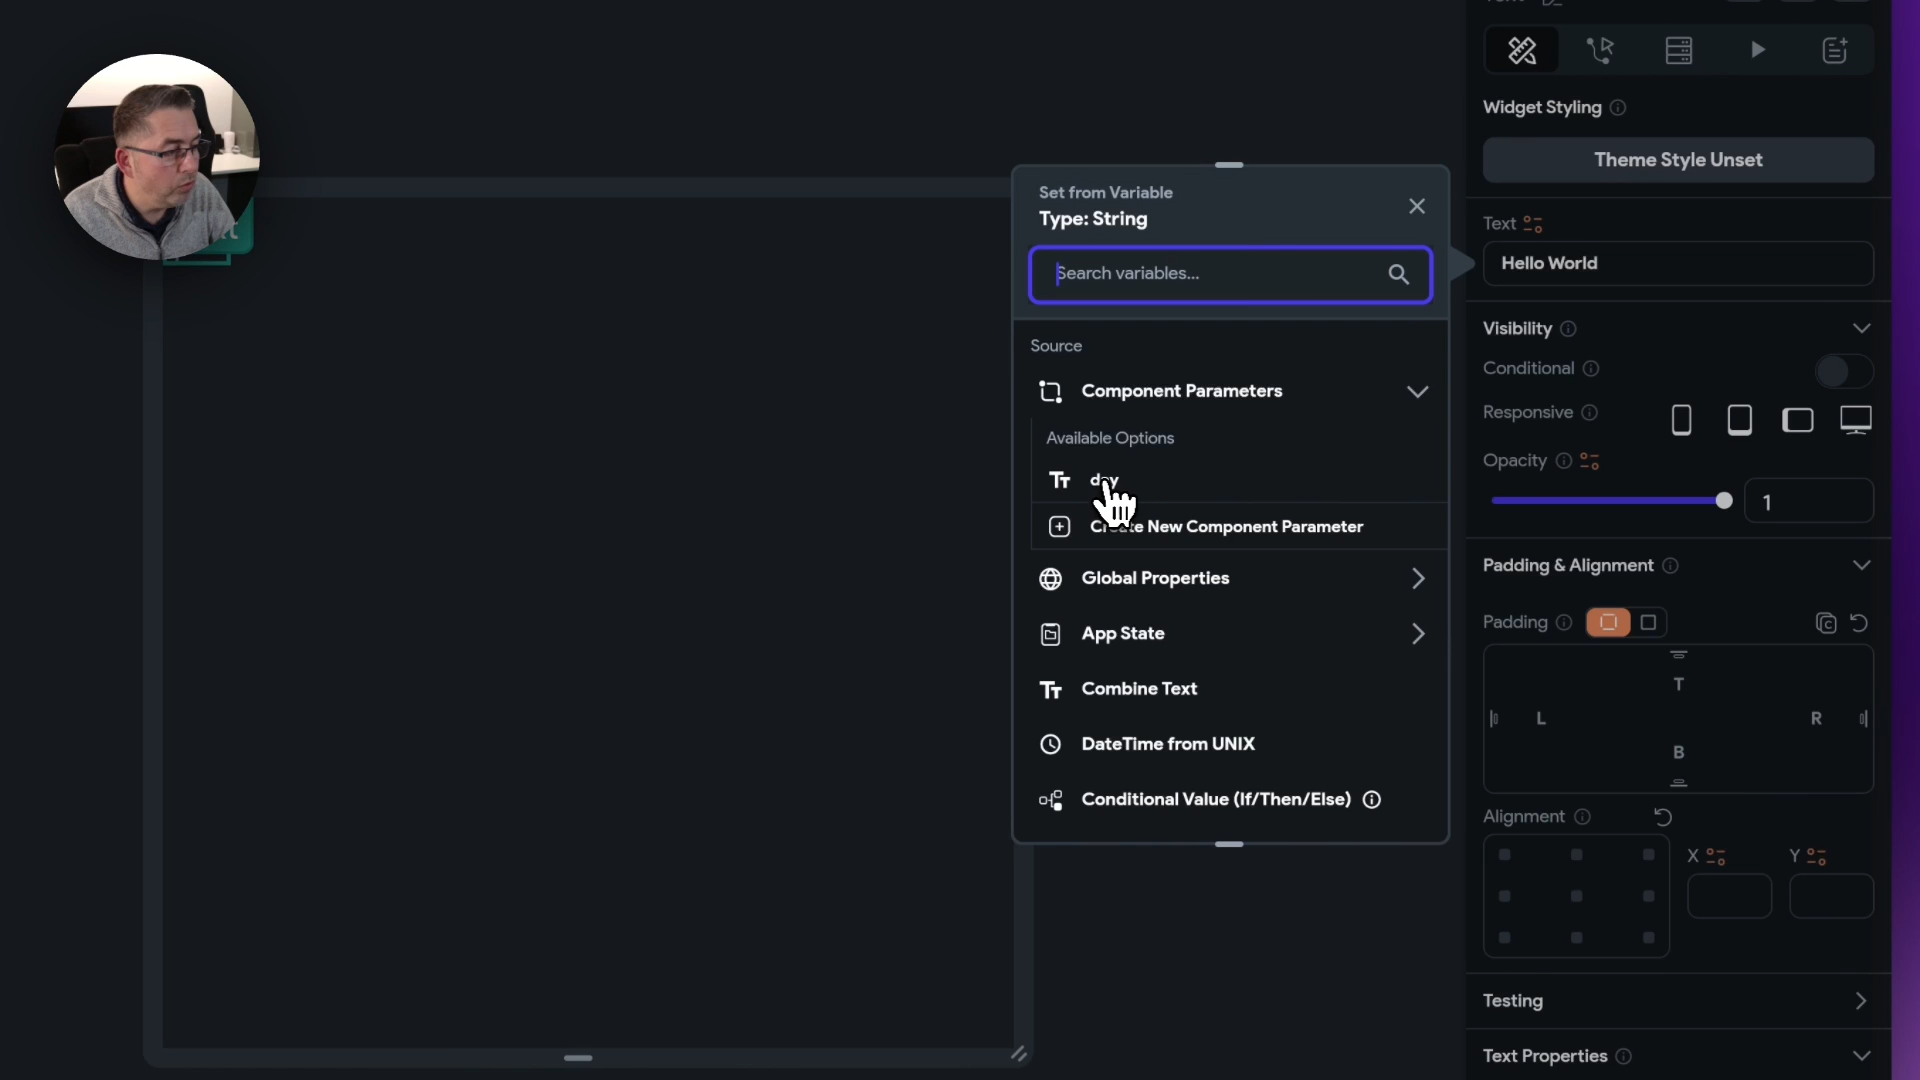 Widget Styling
Theme Style Unset
Set from Variable
Type: String
Search variables...
Text
Hello World
Source
Component Parameters
Available Options
day
Create New Component Parameter
Global Properties
App State
Combine Text
DateTime from UNIX
Conditional Value (If/Then/Else)
Visibility
Conditional
Responsive
Opacity
1
Padding & Alignment
Padding
T
L
R
B
Alignment
X
Y
Testing
Text Properties